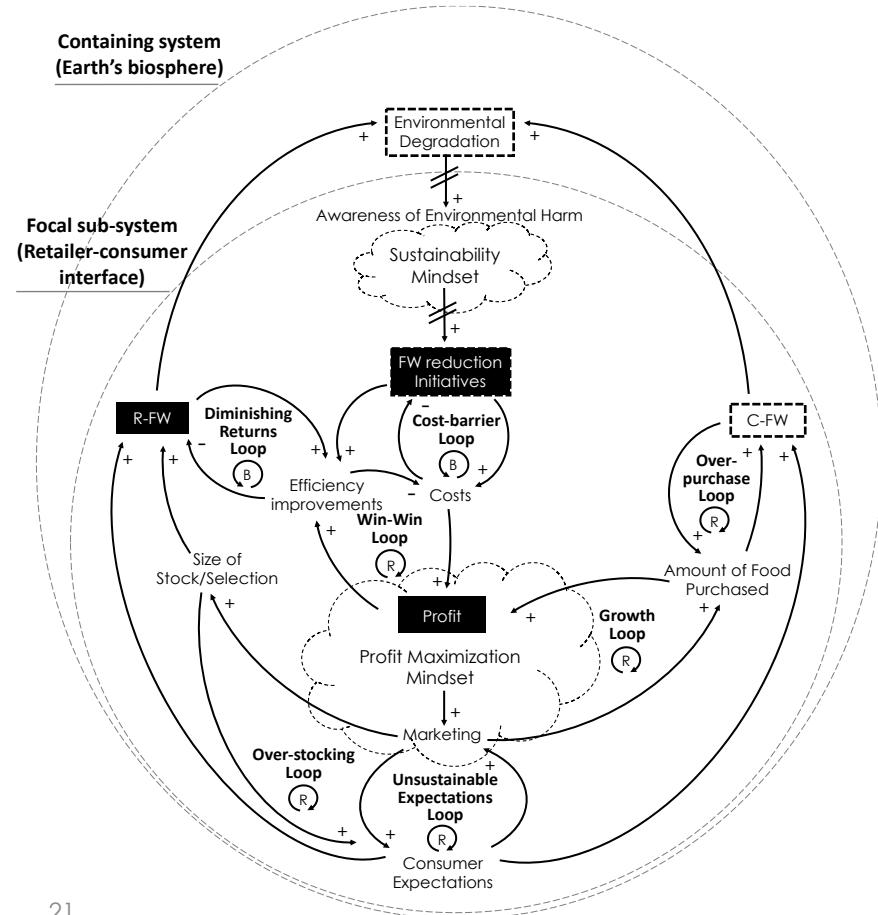 Containing system
(Earth's biosphere)
Environmental
Degradation
+
+
+
Focal sub-system
(Retailer-consumer
interface)
Awareness of Environmental Harm
Sustainability
Mindset
+
FW reduction
Initiatives
R-FW
Diminishing
Returns
Loop
B
–
Cost-barrier
Loop
B
C-FW
+
+
–
+
+
+
+
+
Over-
purchase
Loop
R
Efficiency
improvements
–
Costs
+
Win-Win
Loop
R
+
Size of
Stock/Selection
+
+
Amount of Food
Purchased
+
Profit
+
Growth
Loop
R
Profit Maximization
Mindset
+
Marketing
+
Over-stocking
Loop
R
Unsustainable
Expectations
Loop
R
+
+
Consumer
Expectations
21